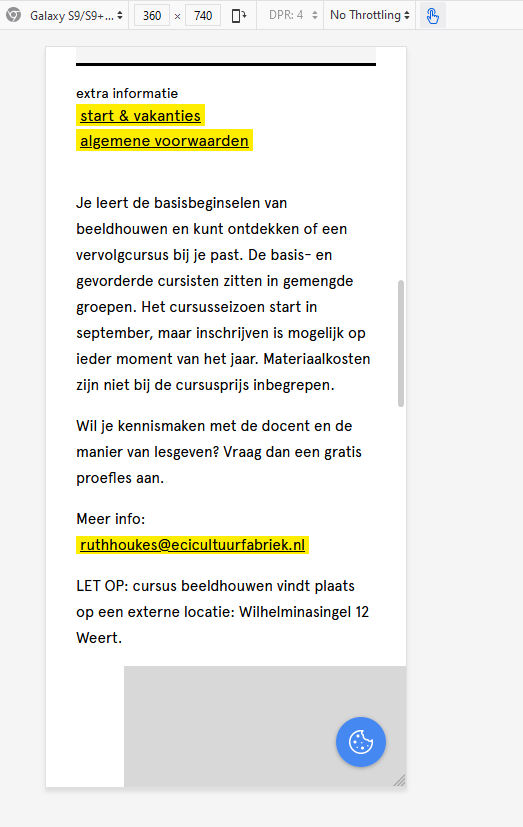 Galaxy S9/S9+... 360 × 740 DPR: 4 No Throttling
extra informatie
start & vakanties
algemene voorwaarden
Je leert de basisbeginselen van
beeldhouwen en kunt ontdekken of een
vervolgcursus bij je past. De basis- en
gevorderde cursisten zitten in gemengde
groepen. Het cursusseizoen start in
september, maar inschrijven is mogelijk op
ieder moment van het jaar. Materiaalkosten
zijn niet bij de cursusprijs inbegrepen.
Wil je kennismaken met de docent en de
manier van lesgeven? Vraag dan een gratis
proefles aan.
Meer info:
ruthhoukes@ecicultuurfabriek.nl
LET OP: cursus beeldhouwen vindt plaats
op een externe locatie: Wilhelminasingel 12
Weert.